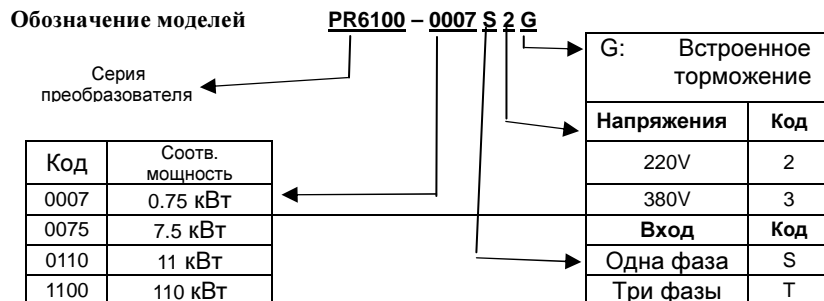 Обозначение моделей PR6100 – 0007 S 2 G
G: Встроенное
торможение
Серия
преобразователя
Напряжения Код
220V 2
380V 3
Вход Код
Одна фаза S
Три фазы T
Код Соотв.
мощность
0007 0.75 кВт
0075 7.5 кВт
0110 11 кВт
1100 110 кВт